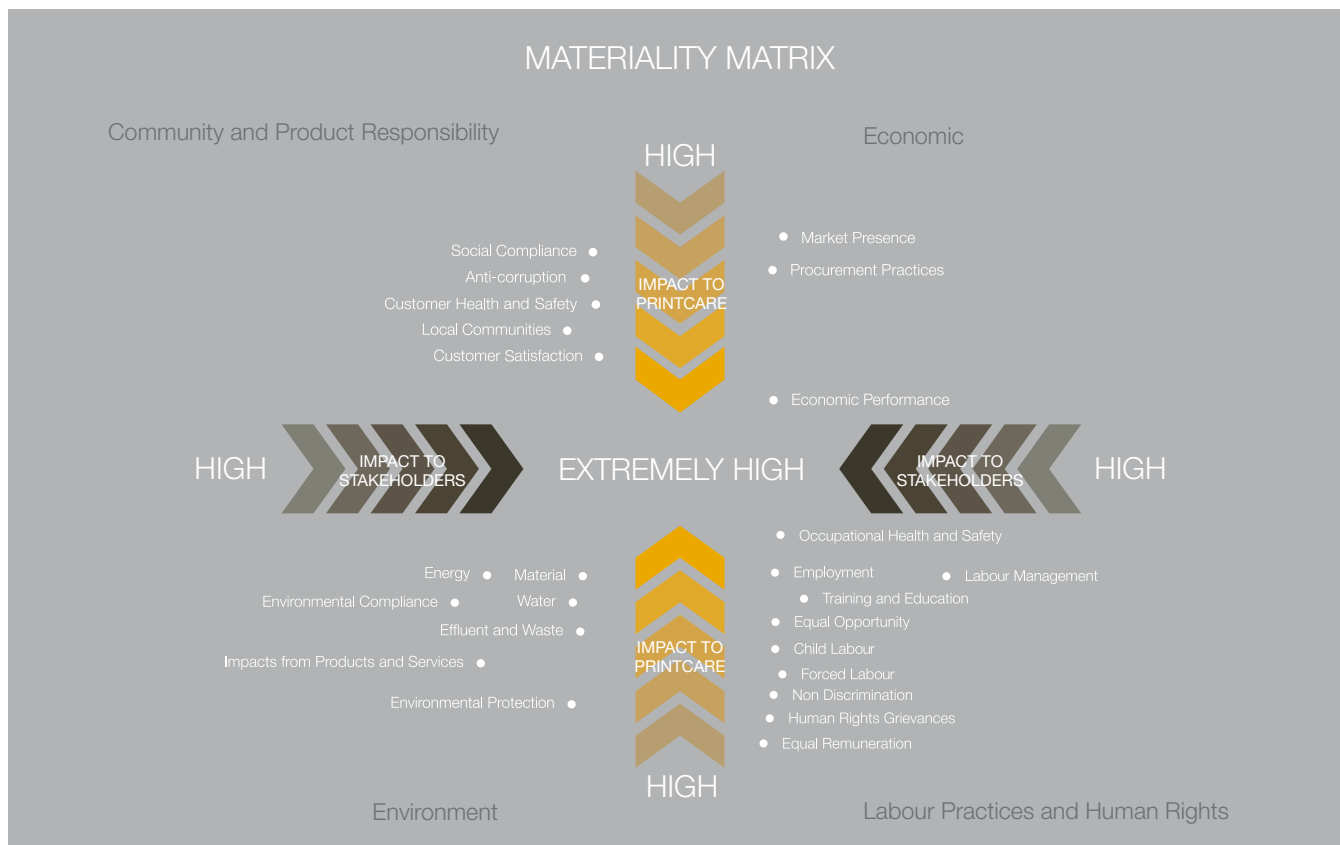 MATERIALITY MATRIX
Community and Product Responsibility
Economic
HIGH
Social Compliance
Anti-corruption
Customer Health and Safety
Local Communities
Customer Satisfaction
IMPACT TO
PRINTCARE
Market Presence
Procurement Practices
Economic Performance
HIGH
IMPACT TO
STAKEHOLDERS
EXTREMELY HIGH
IMPACT TO
STAKEHOLDERS
HIGH
Energy
Material
Environmental Compliance
Water
Effluent and Waste
Impacts from Products and Services
Environmental Protection
IMPACT TO
PRINTCARE
Occupational Health and Safety
Employment
Labour Management
Training and Education
Equal Opportunity
Child Labour
Forced Labour
Non Discrimination
Human Rights Grievances
Equal Remuneration
HIGH
Environment
Labour Practices and Human Rights